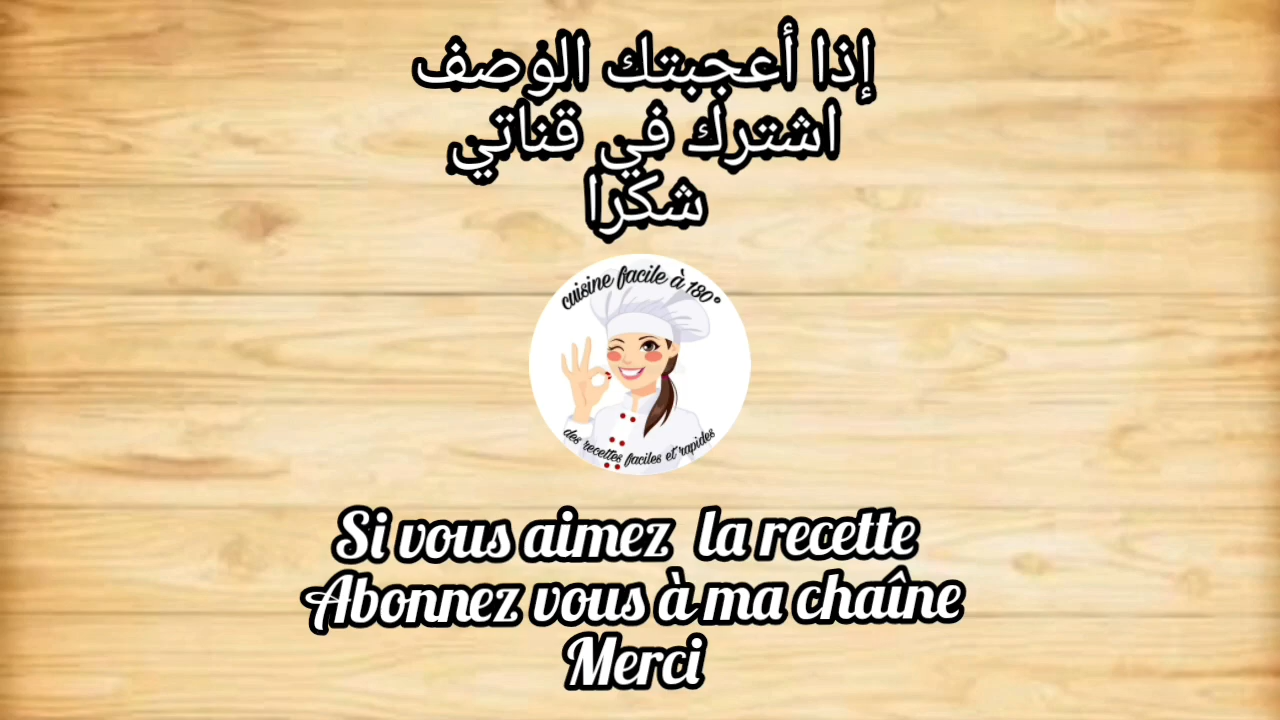 إذا أعجبتك الوصف
اشترك في قناتي
شكرا
cuisine facile à 180°
des recettes faciles et rapides
Si vous aimez la recette
Abonnez vous à ma chaîne
Merci